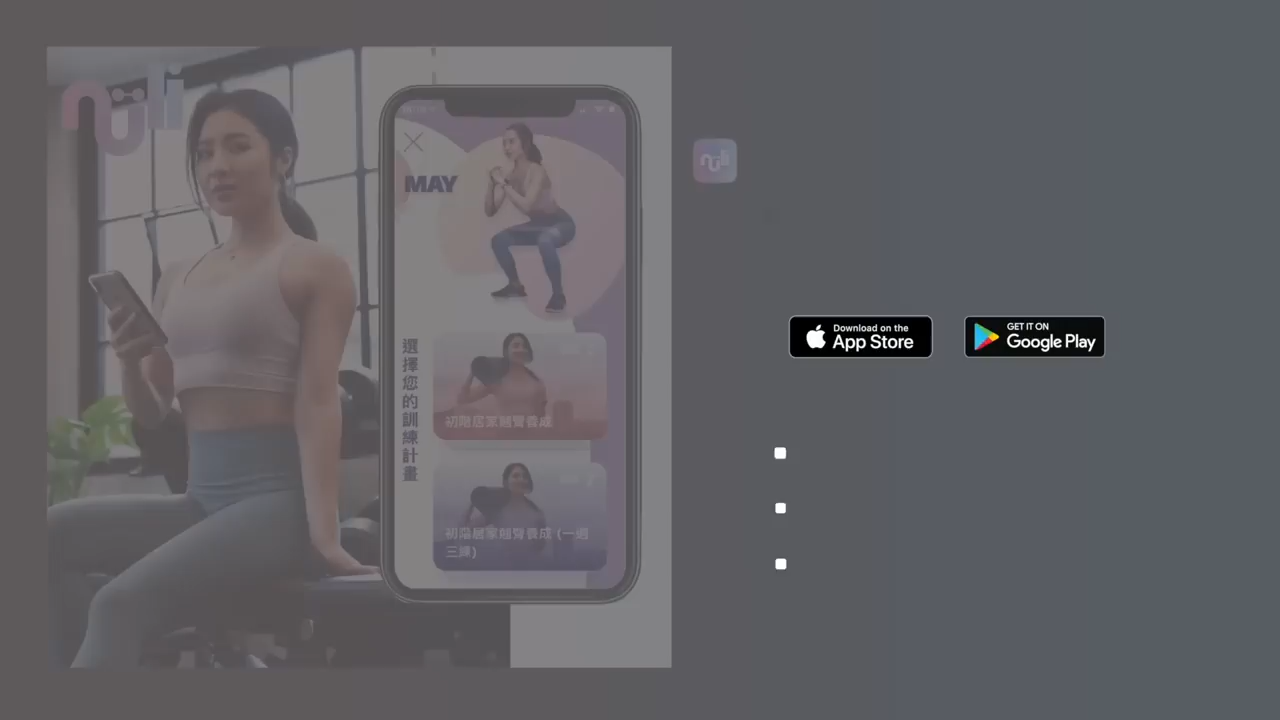 nüli
MAY
選擇您的訓練計畫
初階居家翹臀養成
初階居家翹臀養成 (一週
三練)
nüli
Download on the
App Store
GET IT ON
Google Play